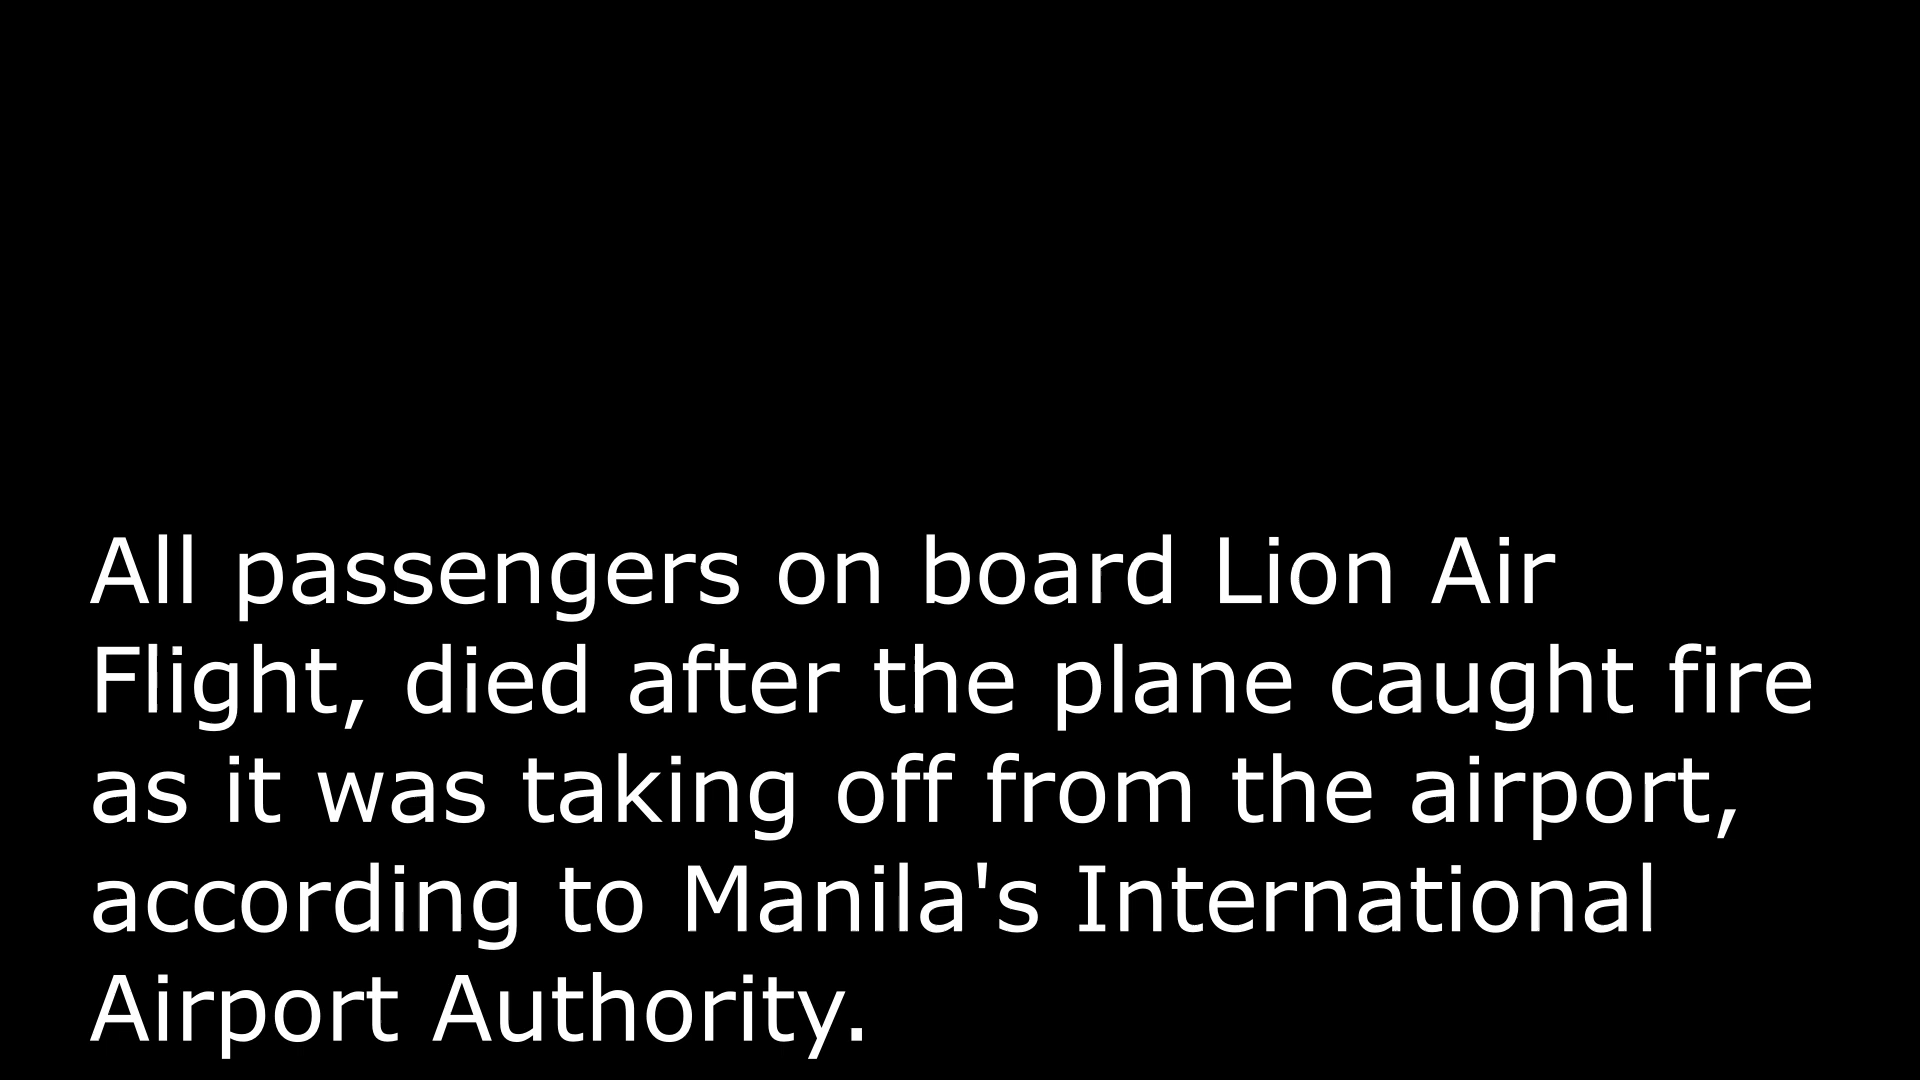 All passengers on board Lion Air
Flight, died after the plane caught fire
as it was taking off from the airport,
according to Manila's International
Airport Authority.